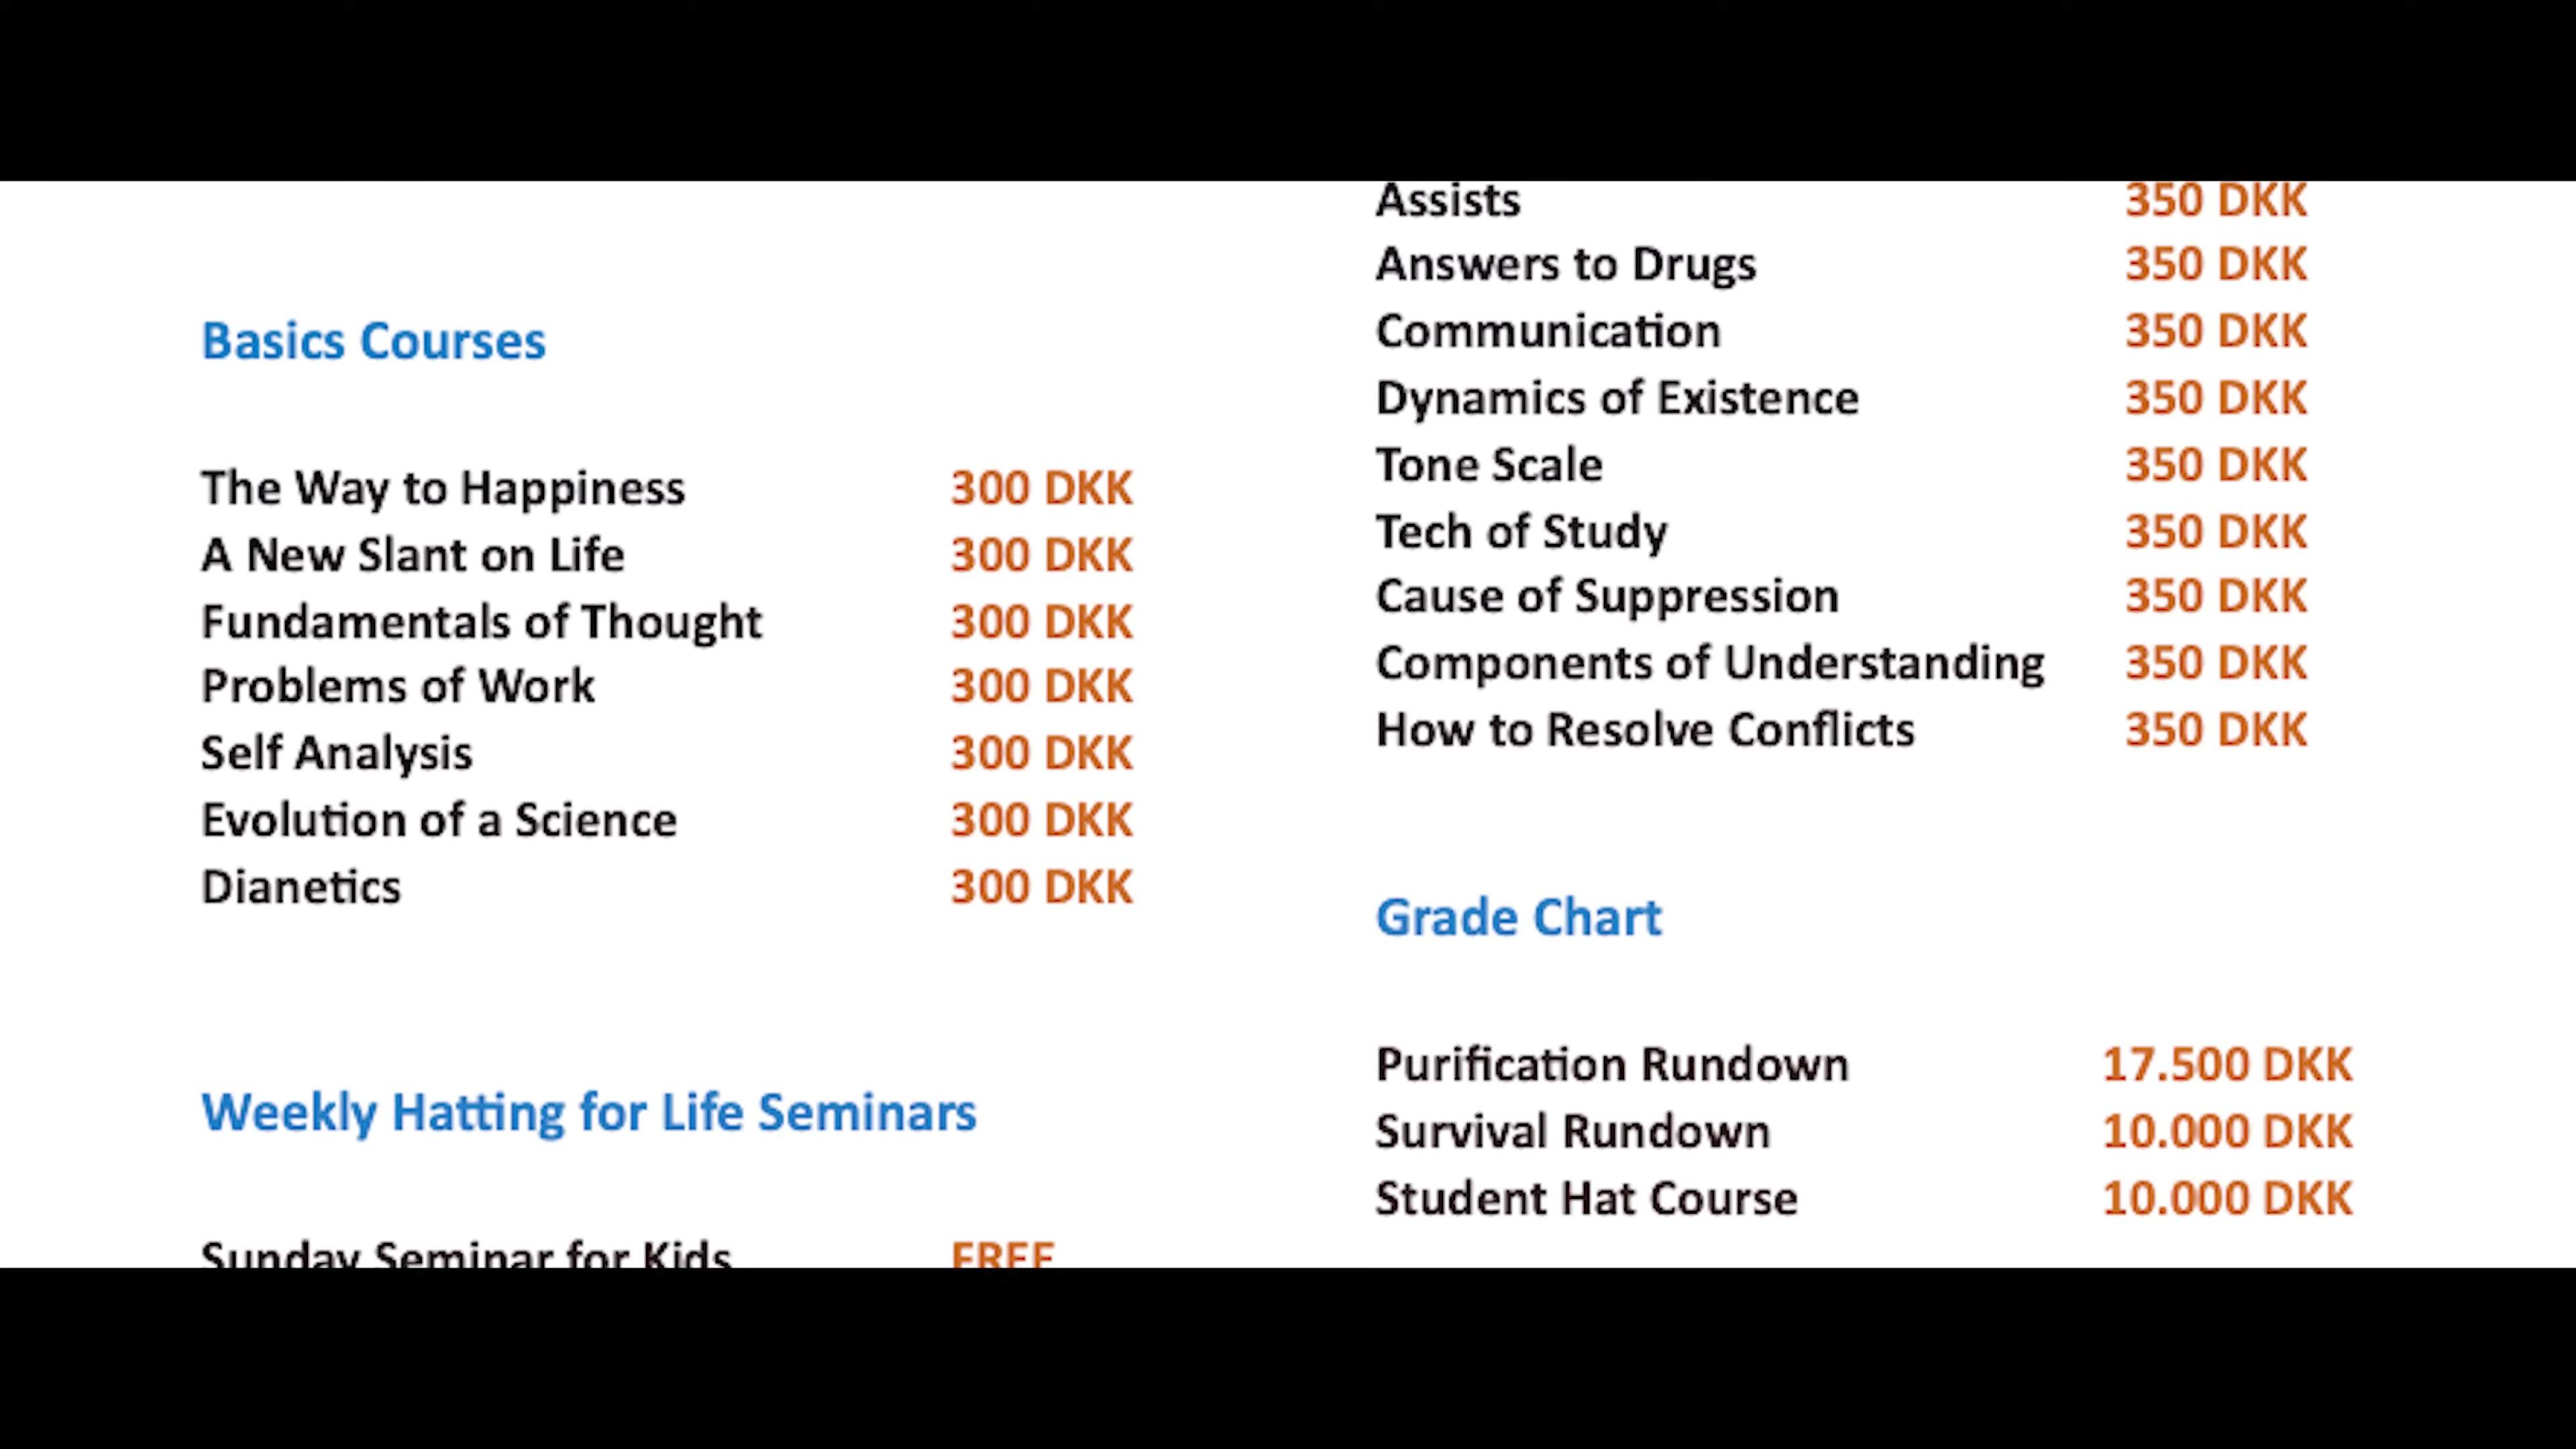 Basics Courses
The Way to Happiness 300 DKK
A New Slant on Life 300 DKK
Fundamentals of Thought 300 DKK
Problems of Work 300 DKK
Self Analysis 300 DKK
Evolution of a Science 300 DKK
Dianetics 300 DKK
Weekly Hatting for Life Seminars
Sunday Seminar for Kids FREE
Assists 350 DKK
Answers to Drugs 350 DKK
Communication 350 DKK
Dynamics of Existence 350 DKK
Tone Scale 350 DKK
Tech of Study 350 DKK
Cause of Suppression 350 DKK
Components of Understanding 350 DKK
How to Resolve Conflicts 350 DKK
Grade Chart
Purification Rundown 17.500 DKK
Survival Rundown 10.000 DKK
Student Hat Course 10.000 DKK